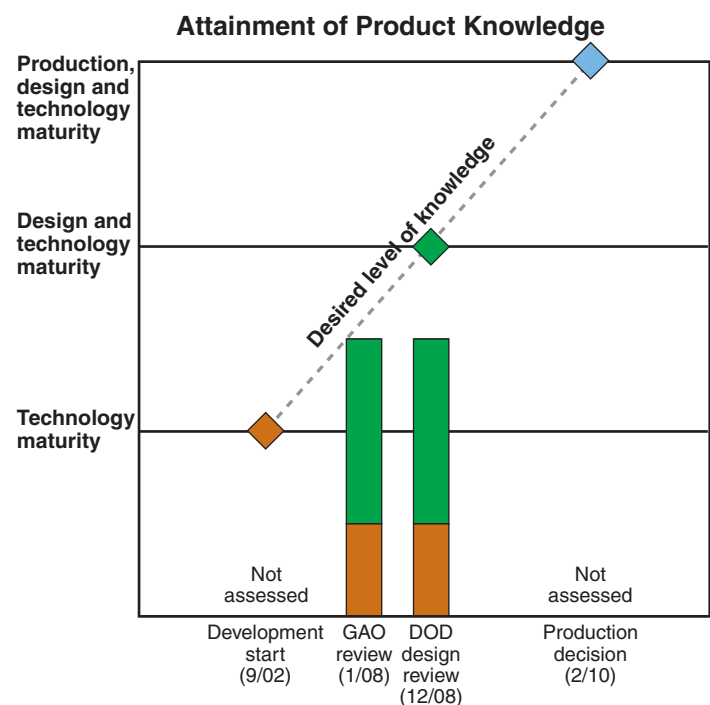 Attainment of Product Knowledge
Production,
design and
technology
maturity
Design and
technology
maturity
Desired level of knowledge
Technology
maturity
Not
assessed
Not
assessed
Development
start
(9/02)
GAO
review
(1/08)
DOD
design
review
(12/08)
Production
decision
(2/10)